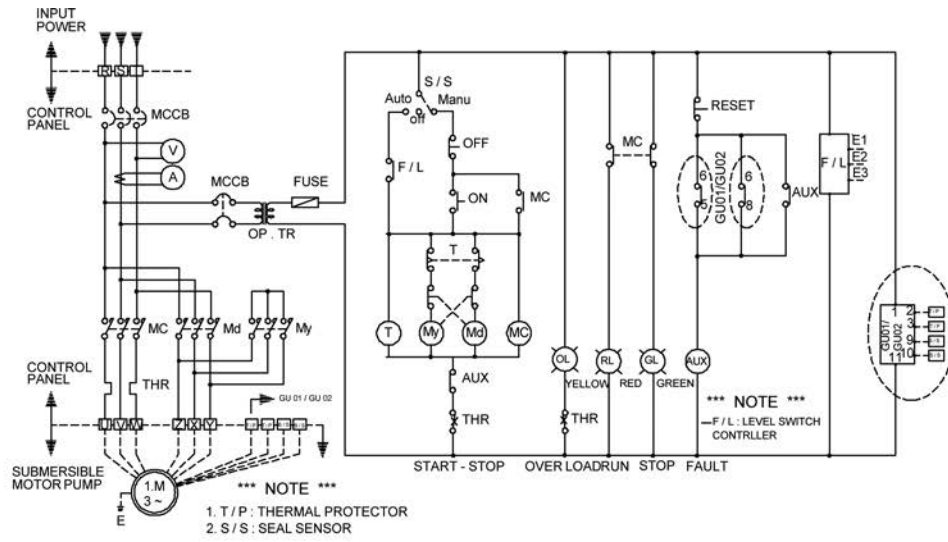 INPUT
POWER
R S T
CONTROL
PANEL
MCCB
V
A
MCCB
FUSE
OP . TR
MC
Md
My
CONTROL
PANEL
THR
GU 01 / GU 02
U V W
Z X Y
SUBMERSIBLE
MOTOR PUMP
1.M
3 ~
E
*** NOTE ***
1. T / P : THERMAL PROTECTOR
2. S / S : SEAL SENSOR
S / S
Auto
Manu
off
OFF
F / L
ON
MC
T
T
My
Md
MC
AUX
THR
START - STOP
OL
YELLOW
THR
OVER LOAD
MC
RL
RED
RUN
GL
GREEN
STOP
RESET
6
5
GU01/GU02
6
8
AUX
AUX
FAULT
F / L
E1
E2
E3
*** NOTE ***
F / L : LEVEL SWITCH
CONTRLLER
1
2
3
9
10
11
GU01/
GU02